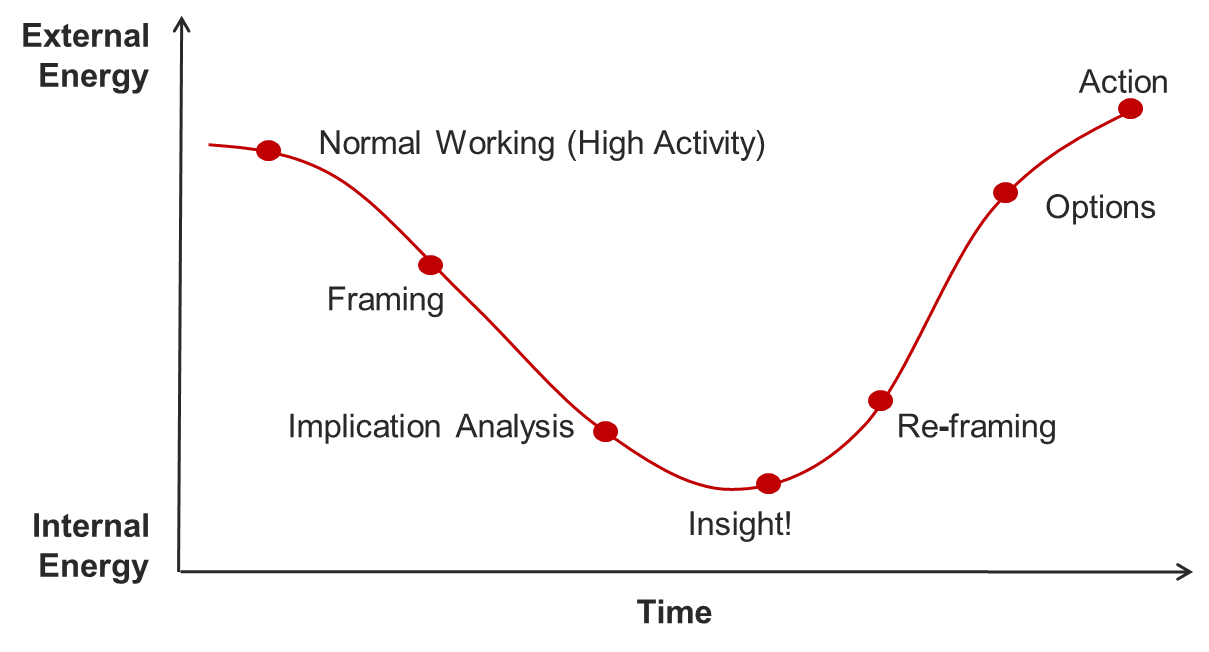 External
Energy
Action
Normal Working (High Activity)
Options
Framing
Implication Analysis
Re-framing
Insight!
Internal
Energy
Time